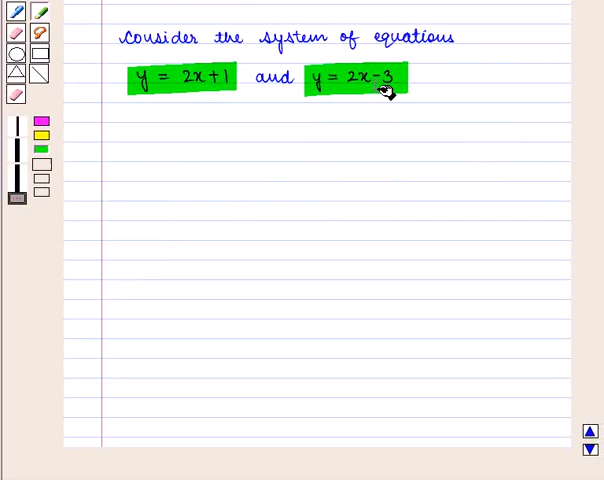 Consider the system of equations
y = 2x+1 and y = 2x-3